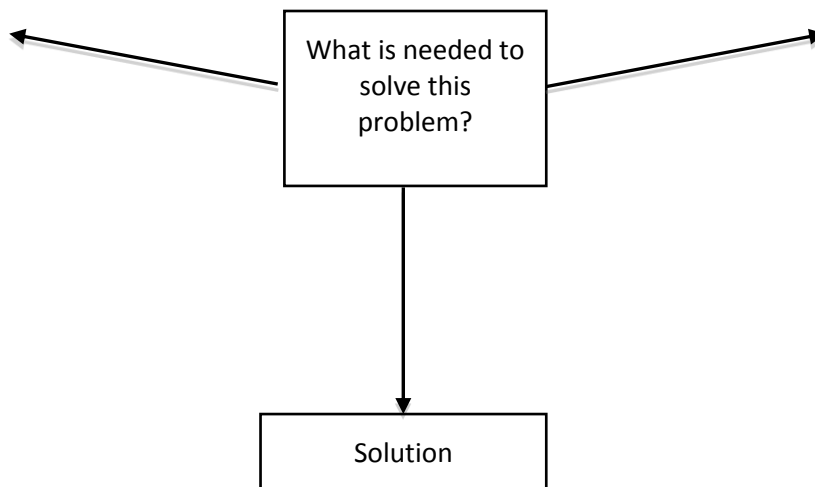 What is needed to
solve this
problem?
Solution